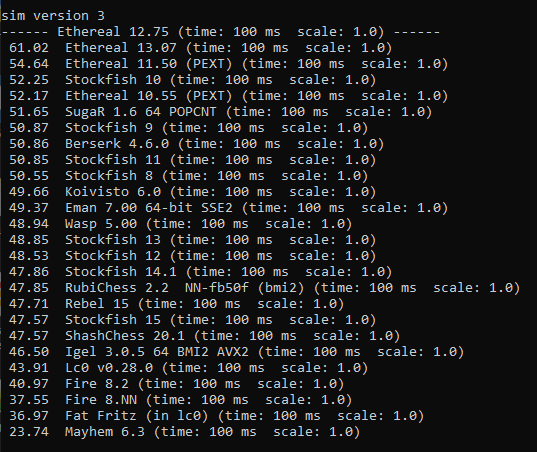 sim version 3
------ Ethereal 12.75 (time: 100 ms  scale: 1.0) ------
 61.02  Ethereal 13.07 (time: 100 ms  scale: 1.0)
 54.64  Ethereal 11.50 (PEXT) (time: 100 ms  scale: 1.0)
 52.25  Stockfish 10 (time: 100 ms  scale: 1.0)
 52.17  Ethereal 10.55 (PEXT) (time: 100 ms  scale: 1.0)
 51.65  SugaR 1.6 64 POPCNT (time: 100 ms  scale: 1.0)
 50.87  Stockfish 9 (time: 100 ms  scale: 1.0)
 50.86  Berserk 4.6.0 (time: 100 ms  scale: 1.0)
 50.85  Stockfish 11 (time: 100 ms  scale: 1.0)
 50.55  Stockfish 8 (time: 100 ms  scale: 1.0)
 49.66  Koivisto 6.0 (time: 100 ms  scale: 1.0)
 49.37  Eman 7.00 64-bit SSE2 (time: 100 ms  scale: 1.0)
 48.94  Wasp 5.00 (time: 100 ms  scale: 1.0)
 48.85  Stockfish 13 (time: 100 ms  scale: 1.0)
 48.53  Stockfish 12 (time: 100 ms  scale: 1.0)
 47.86  Stockfish 14.1 (time: 100 ms  scale: 1.0)
 47.85  RubiChess 2.2  NN-fb50f (bmi2) (time: 100 ms  scale: 1.0)
 47.71  Rebel 15 (time: 100 ms  scale: 1.0)
 47.57  Stockfish 15 (time: 100 ms  scale: 1.0)
 47.57  ShashChess 20.1 (time: 100 ms  scale: 1.0)
 46.50  Igel 3.0.5 64 BMI2 AVX2 (time: 100 ms  scale: 1.0)
 43.91  Lc0 v0.28.0 (time: 100 ms  scale: 1.0)
 40.97  Fire 8.2 (time: 100 ms  scale: 1.0)
 37.55  Fire 8.NN (time: 100 ms  scale: 1.0)
 36.97  Fat Fritz (in lc0) (time: 100 ms  scale: 1.0)
 23.74  Mayhem 6.3 (time: 100 ms  scale: 1.0)